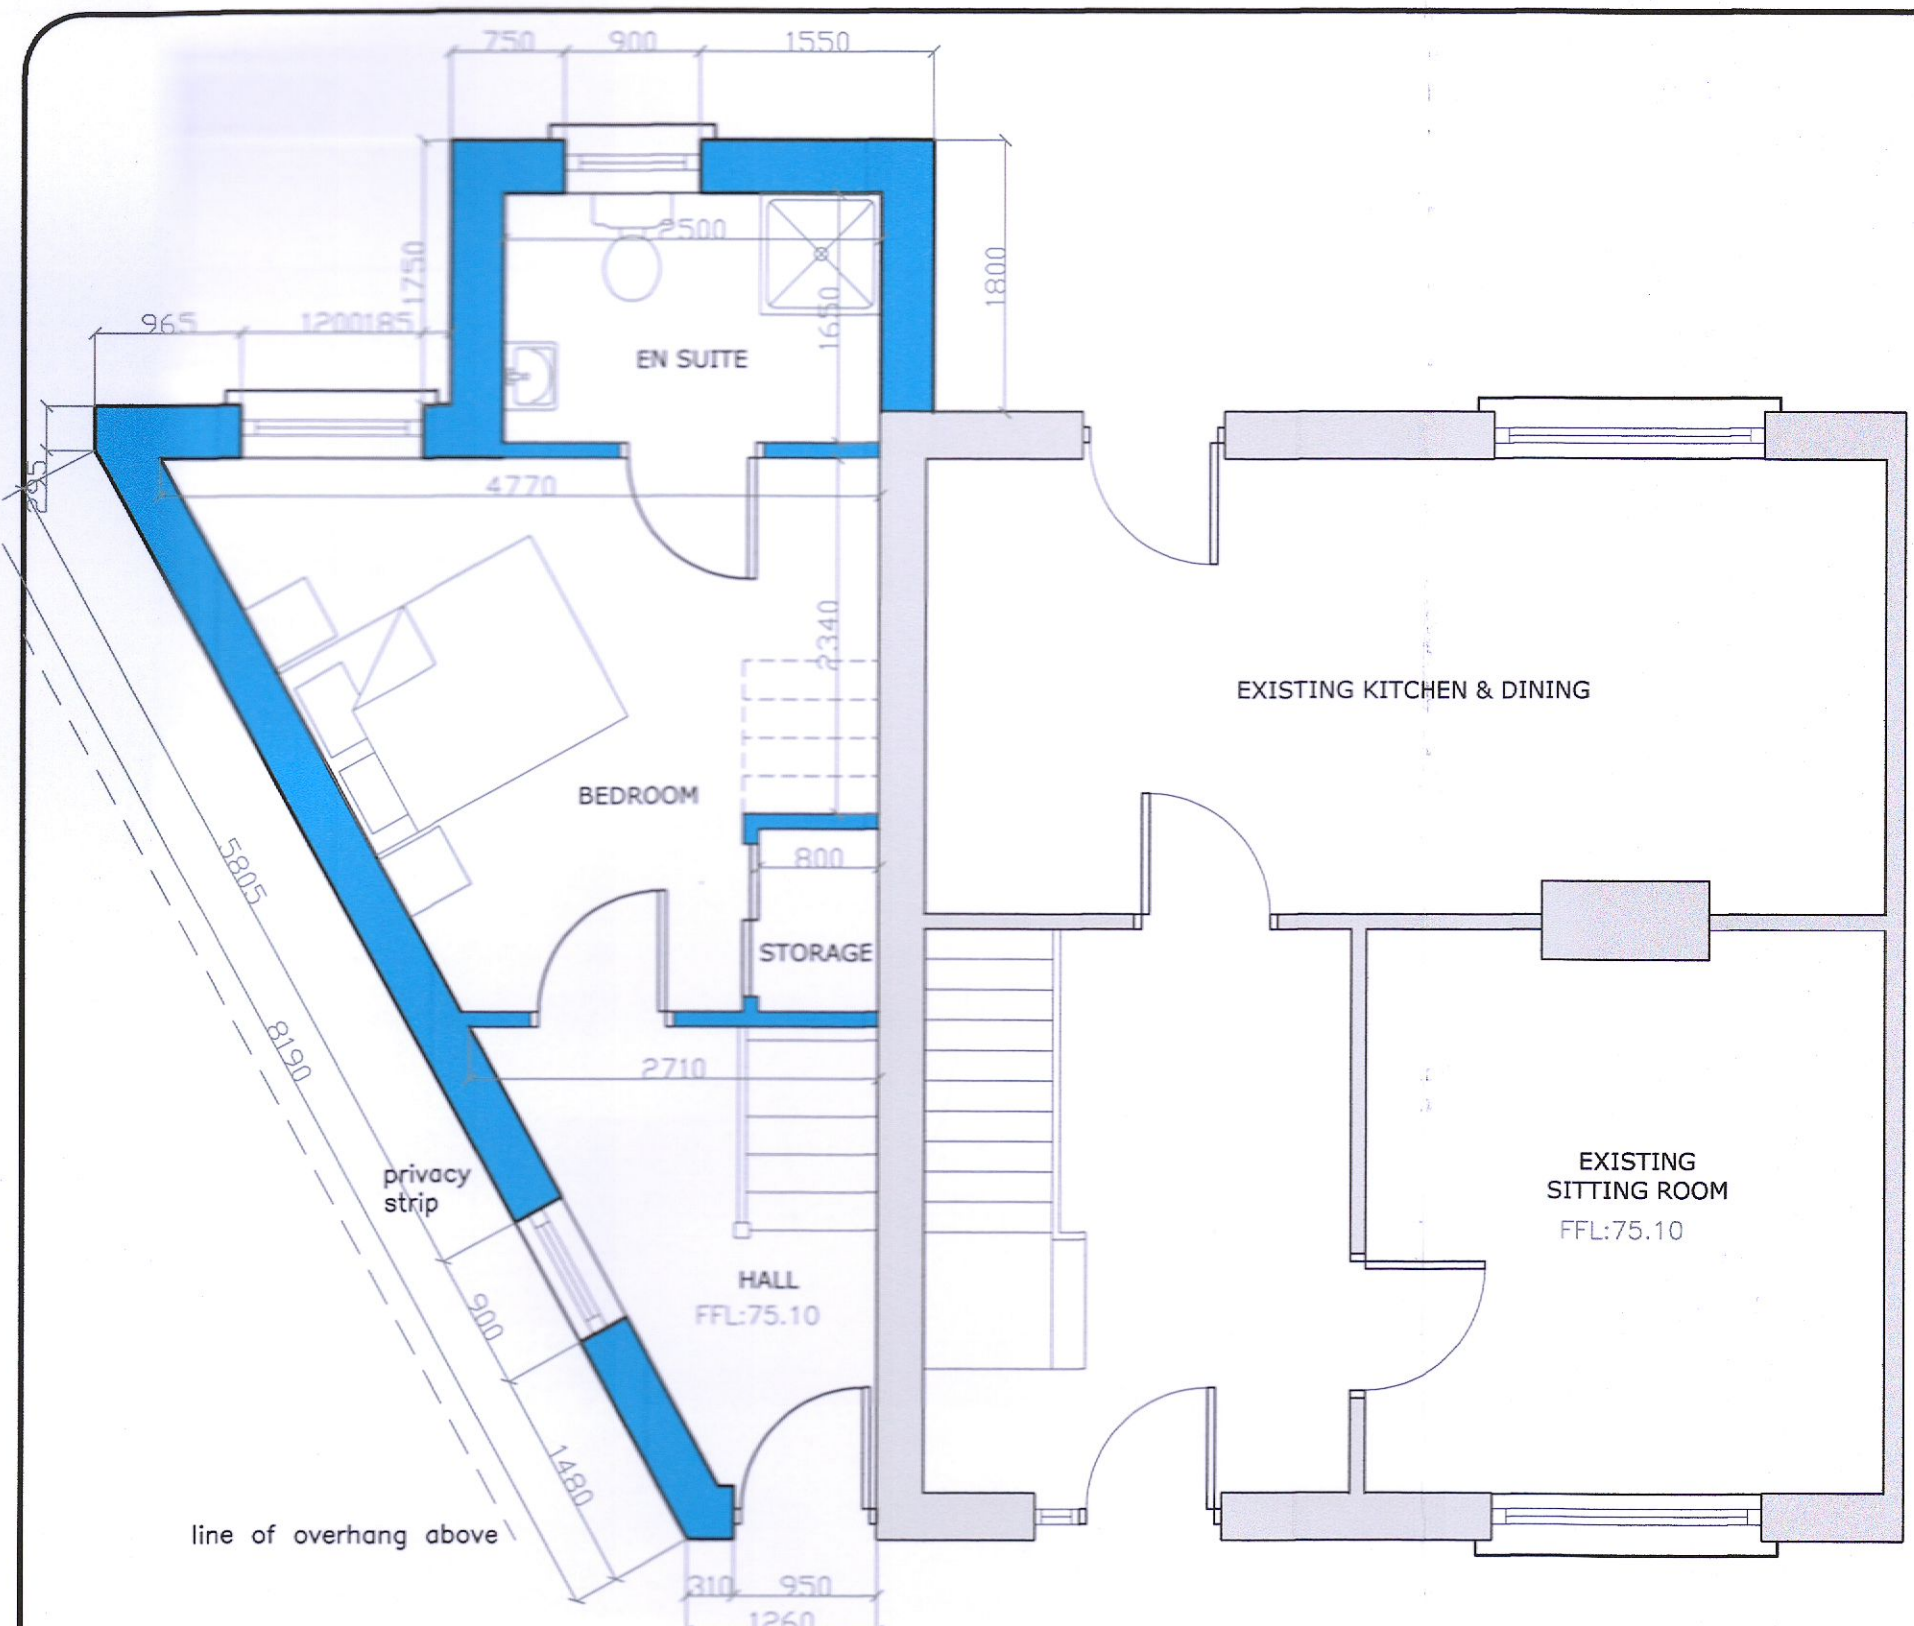 750 900 1550
2500
1750
1800
965 1200 185
1650
EN SUITE
295
4770
2340
EXISTING KITCHEN & DINING
BEDROOM
5805
800
STORAGE
8190
2710
privacy
strip
EXISTING
SITTING ROOM
FFL:75.10
HALL
FFL:75.10
900
1480
line of overhang above
310 950
1260